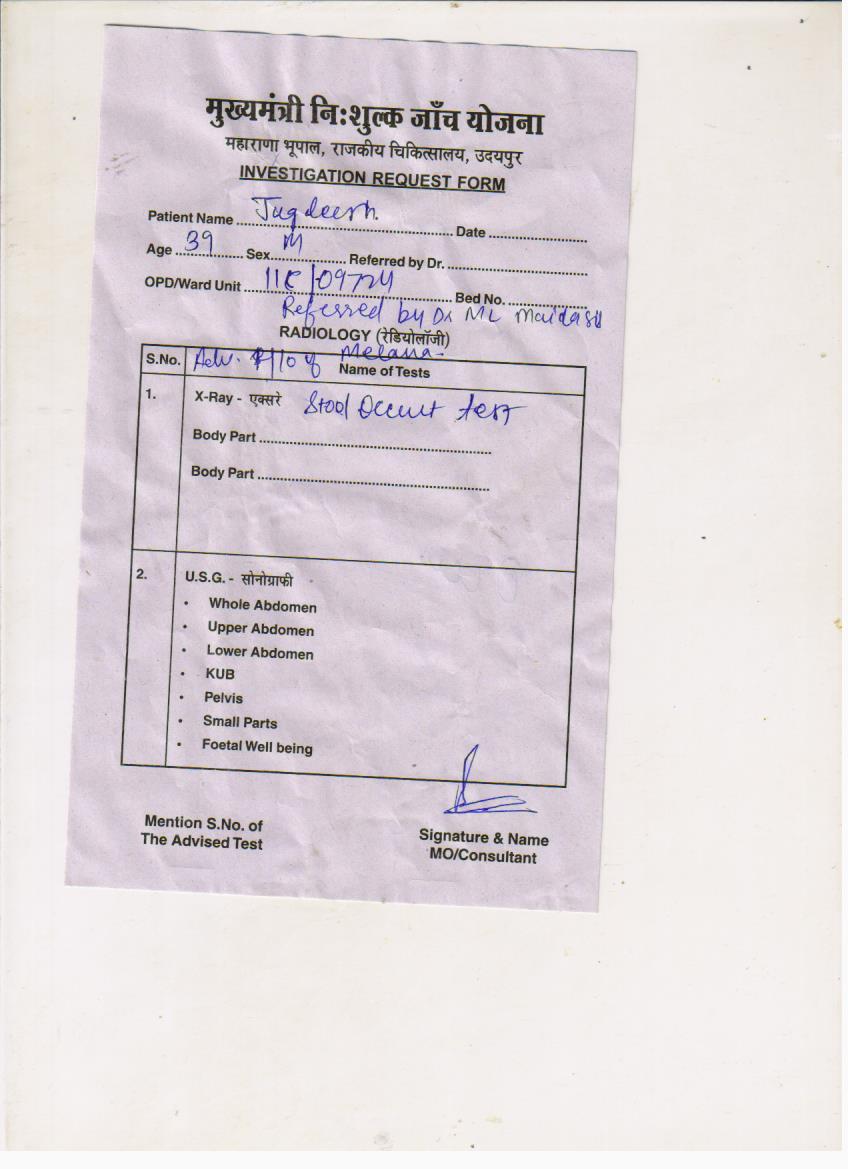 मुख्यमंत्री नि:शुल्क जाँच योजना
महाराणा भूपाल, राजकीय चिकित्सालय, उदयपुर
INVESTIGATION REQUEST FORM
Patient Name Jugdeesh. Date
Age 39 Sex M Referred by Dr.
OPD/Ward Unit Bed No.
Referred by Dr ML
RADIOLOGY (रेडियोलॉजी)
S.No. Adv. Melana Name of Tests
1. X-Ray - एक्सरे Stool Occult test
Body Part
Body Part
2. U.S.G. - सोनोग्राफी
• Whole Abdomen
• Upper Abdomen
• Lower Abdomen
• KUB
• Pelvis
• Small Parts
• Foetal Well being
Mention S.No. of
The Advised Test
Signature & Name
MO/Consultant